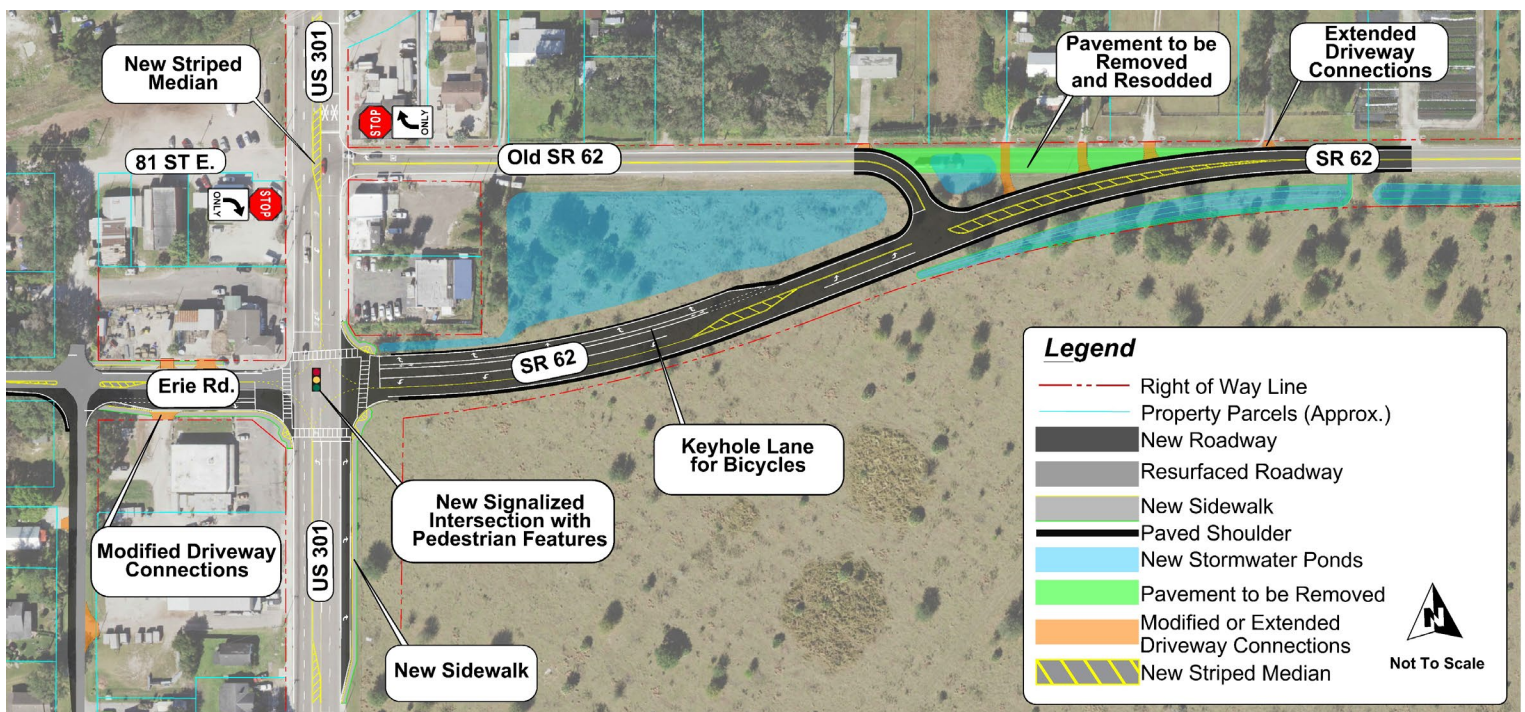 US 301
New Striped
Median
Pavement to be
Removed
and Resodded
Extended
Driveway
Connections
STOP
ONLY
81 ST E.
Old SR 62
SR 62
ONLY
STOP
Erie Rd.
SR 62
Keyhole Lane
for Bicycles
New Signalized
Intersection with
Pedestrian Features
Modified Driveway
Connections
US 301
New Sidewalk
Legend
Right of Way Line
Property Parcels (Approx.)
New Roadway
Resurfaced Roadway
New Sidewalk
Paved Shoulder
New Stormwater Ponds
Pavement to be Removed
Modified or Extended
Driveway Connections
New Striped Median
N
Not To Scale